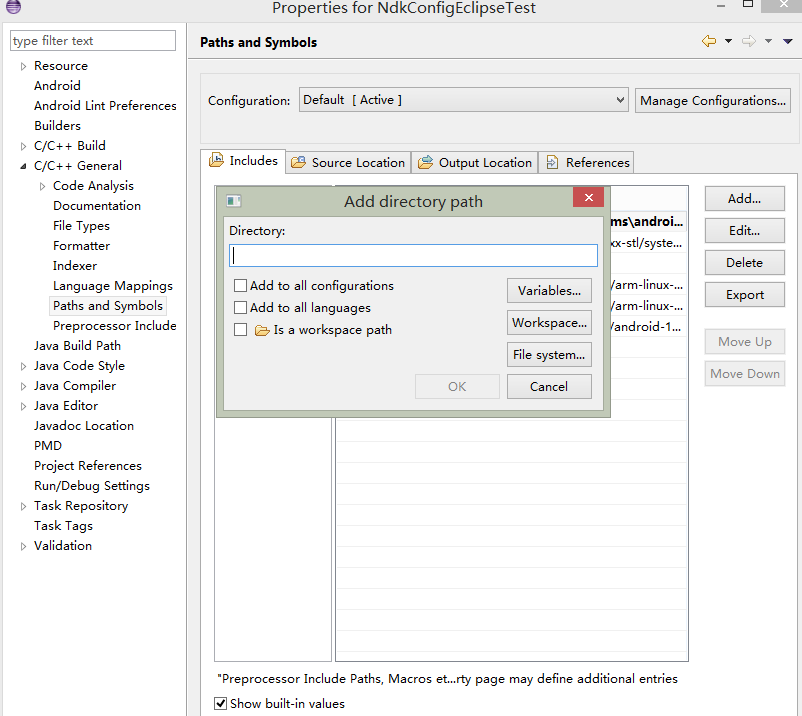 Properties for NdkConfigEclipseTest
type filter text
Resource
Android
Android Lint Preferences
Builders
C/C++ Build
C/C++ General
Code Analysis
Documentation
File Types
Formatter
Indexer
Language Mappings
Paths and Symbols
Preprocessor Include
Java Build Path
Java Code Style
Java Compiler
Java Editor
Javadoc Location
PMD
Project References
Run/Debug Settings
Task Repository
Task Tags
Validation
Paths and Symbols
Configuration:
Default [ Active ]
Manage Configurations...
Includes
Source Location
Output Location
References
ms\androi...
xx-stl/syste...
/arm-linux-...
/arm-linux-...
/android-1...
Add...
Edit...
Delete
Export
Move Up
Move Down
Add directory path
Directory:
Add to all configurations
Add to all languages
Is a workspace path
Variables...
Workspace...
File system...
OK
Cancel
"Preprocessor Include Paths, Macros et...rty page may define additional entries
Show built-in values